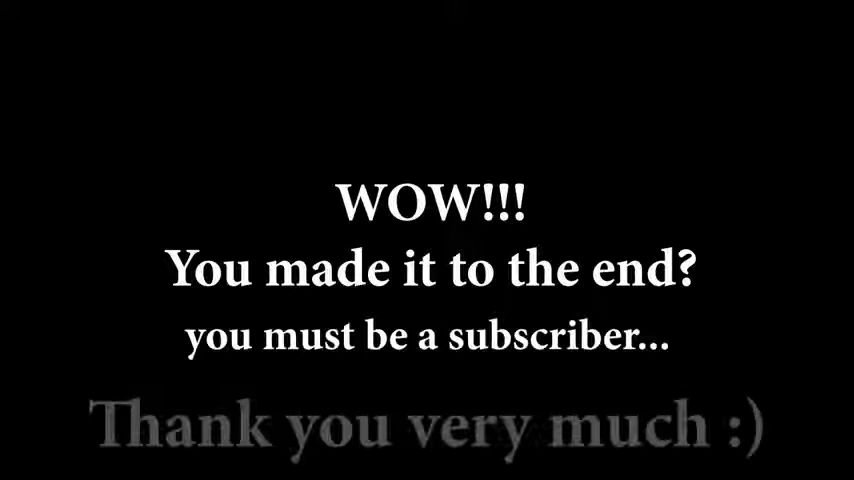 WOW!!!
You made it to the end?
you must be a subscriber...
Thank you very much :)